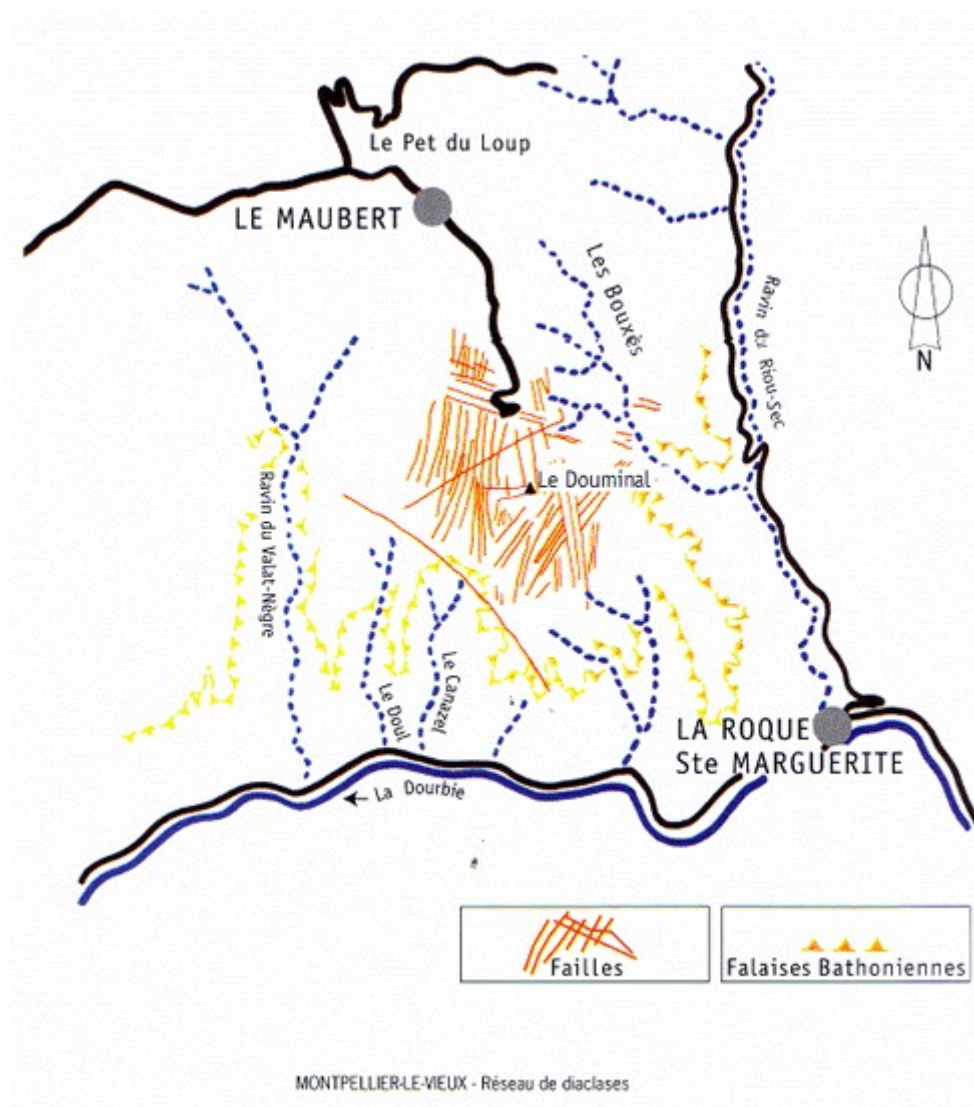 Le Pet du Loup
LE MAUBERT
Les Bouxès
Ravin du Riou-Sec
N
Le Douminal
Ravin du Valat-Nègre
Le Doul
Le Canazel
LA ROQUE
Ste MARGUERITE
← La Dourbie
Failles
Falaises Bathoniennes
MONTPELLIER-LE-VIEUX - Réseau de diaclases